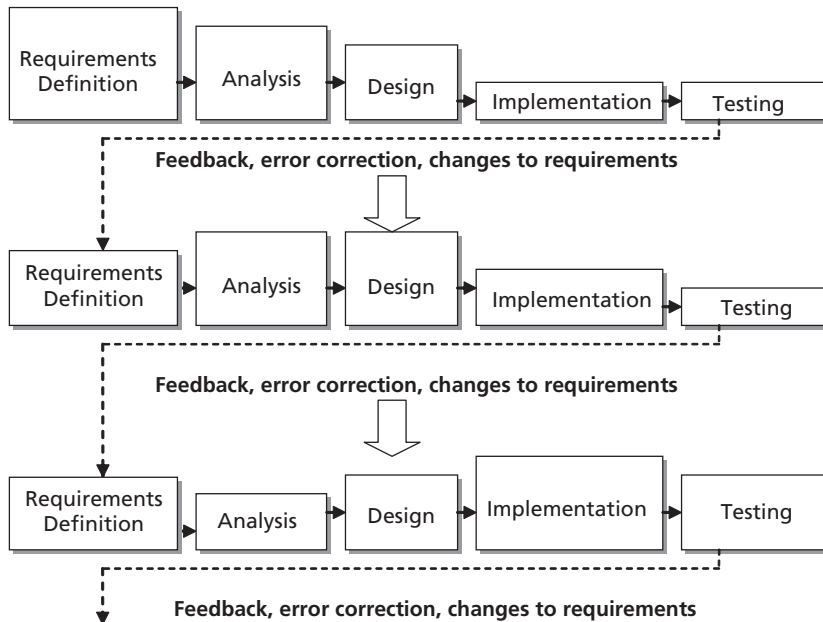 Requirements
Definition
Analysis
Design
Implementation
Testing
Feedback, error correction, changes to requirements
Requirements
Definition
Analysis
Design
Implementation
Testing
Feedback, error correction, changes to requirements
Requirements
Definition
Analysis
Design
Implementation
Testing
Feedback, error correction, changes to requirements